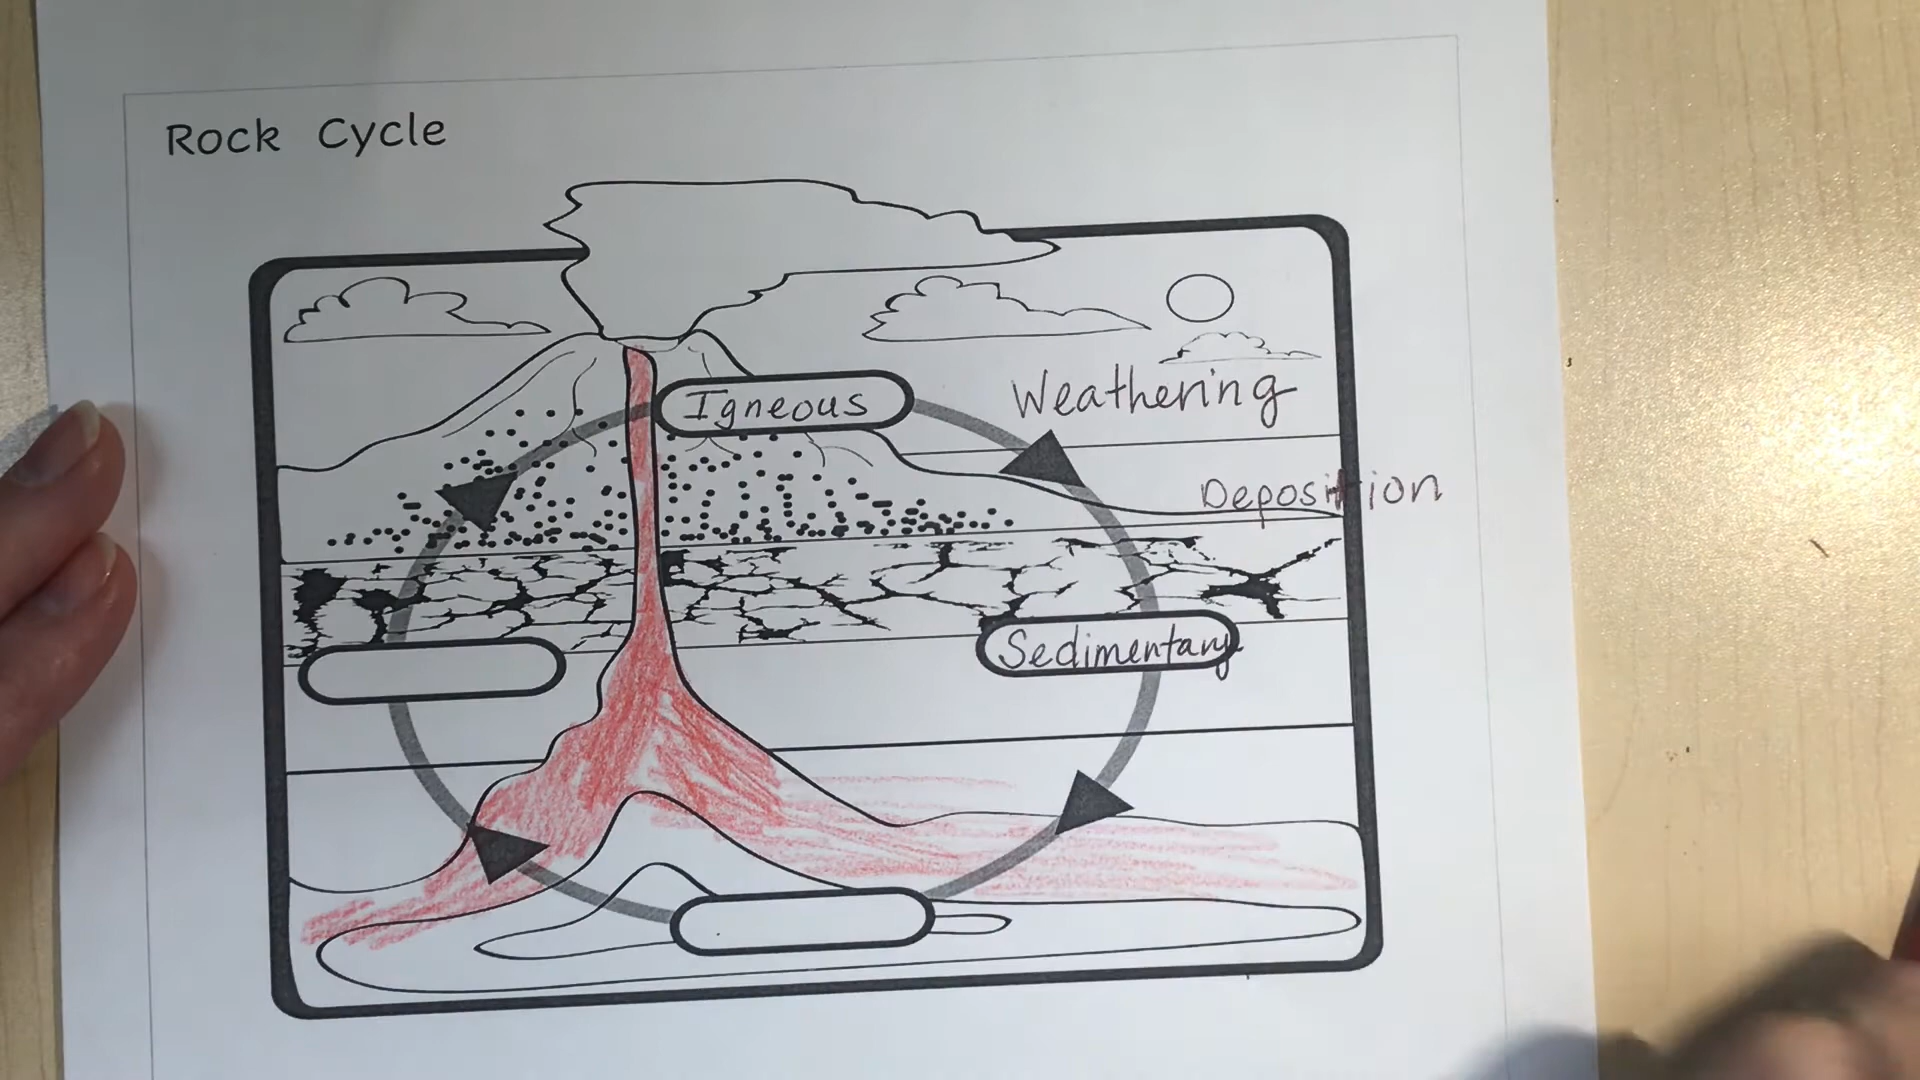 Rock Cycle
Igneous
Weathering
Deposition
Sedimentary